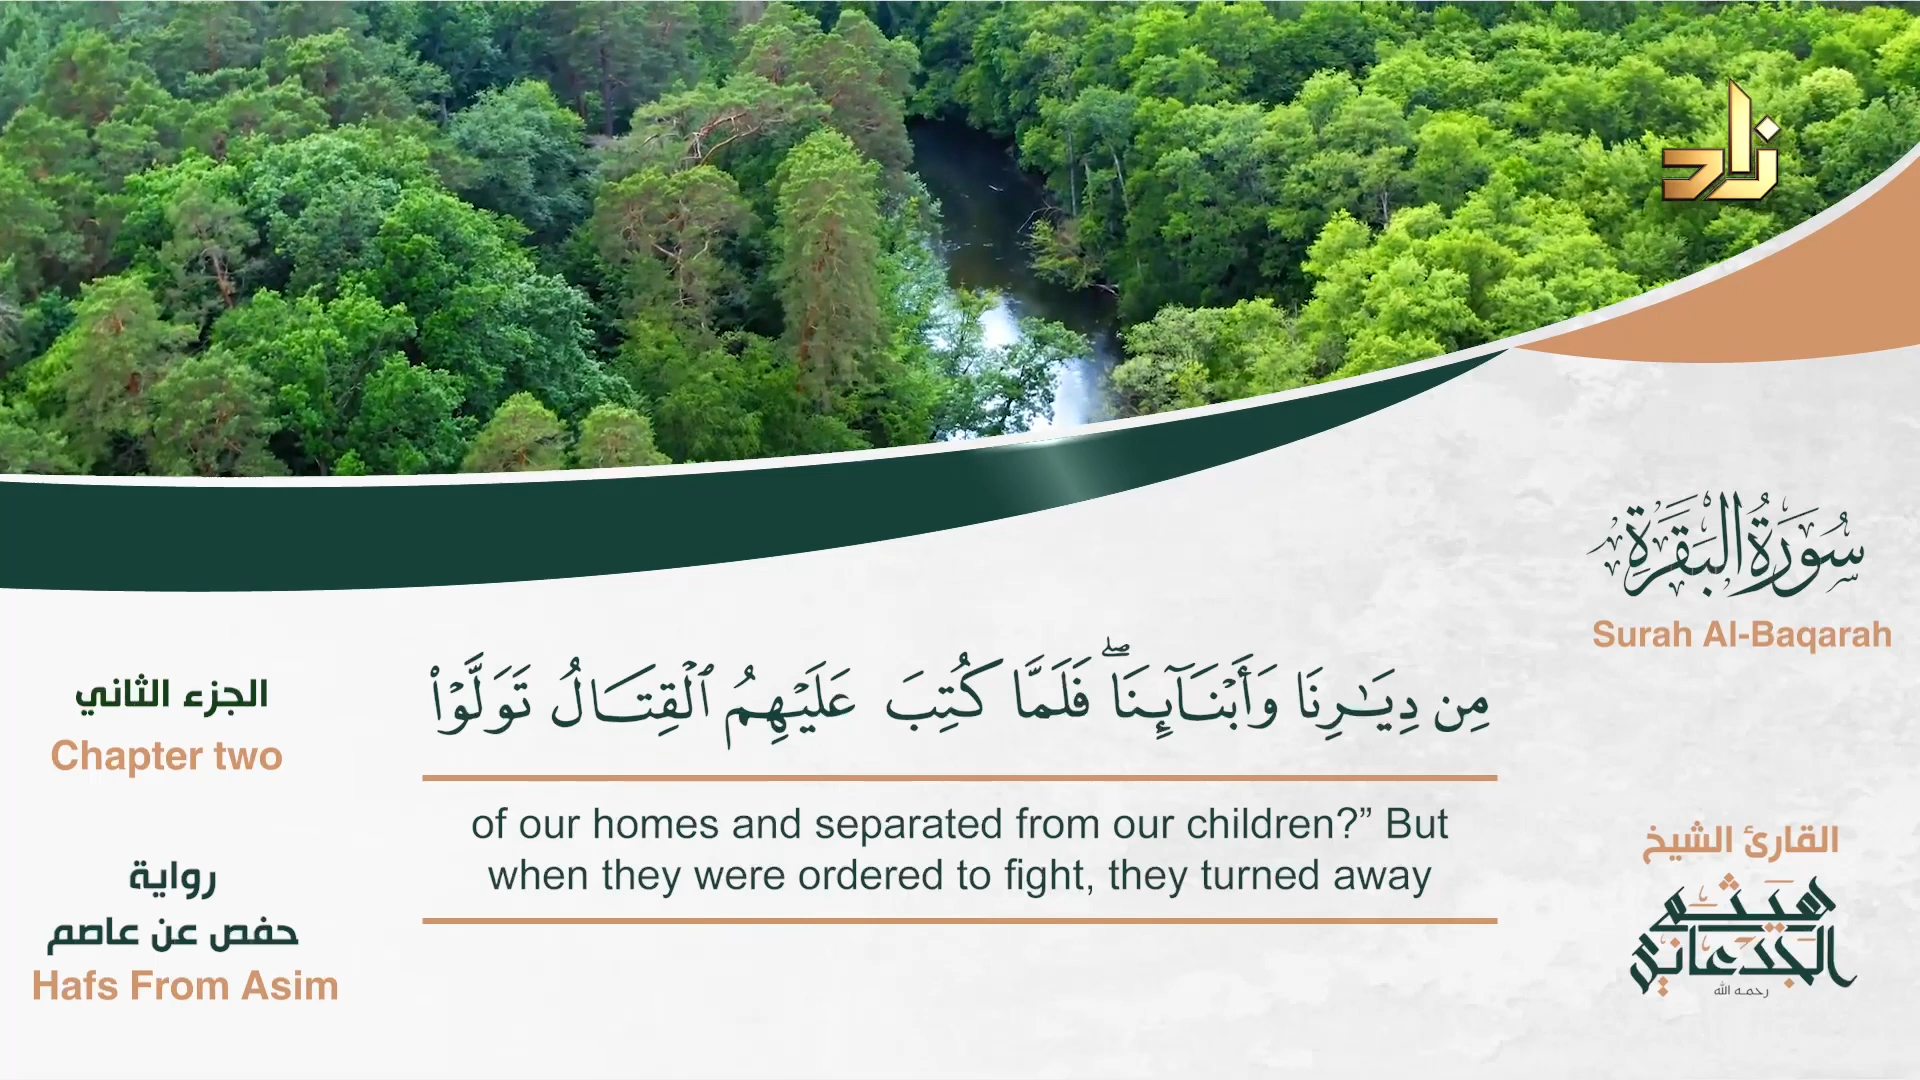 زاد
سُورَةُ الْبَقَرَةِ
Surah Al-Baqarah
مِن دِيَٰرِنَا وَأَبْنَآئِنَا ۖ فَلَمَّا كُتِبَ عَلَيْهِمُ ٱلْقِتَالُ تَوَلَّوْا۟
of our homes and separated from our children?” But
when they were ordered to fight, they turned away
الجزء الثاني
Chapter two
رواية
حفص عن عاصم
Hafs From Asim
القارئ الشيخ
هيثم
الجدعاني
رحمه الله